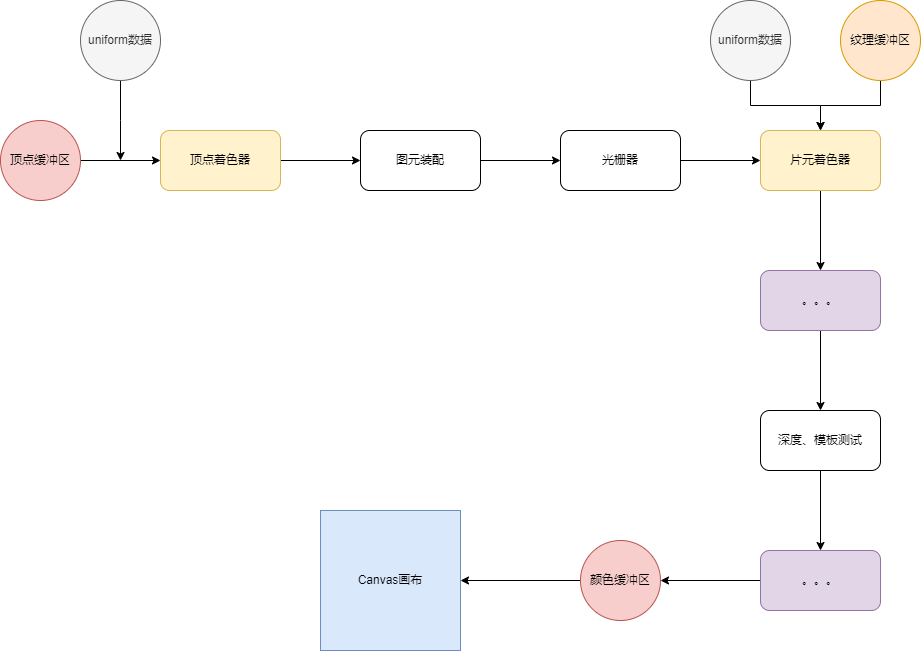 uniform数据
uniform数据
纹理缓冲区
顶点缓冲区
顶点着色器
图元装配
光栅器
片元着色器
。。。
深度、模板测试
Canvas画布
颜色缓冲区
。。。